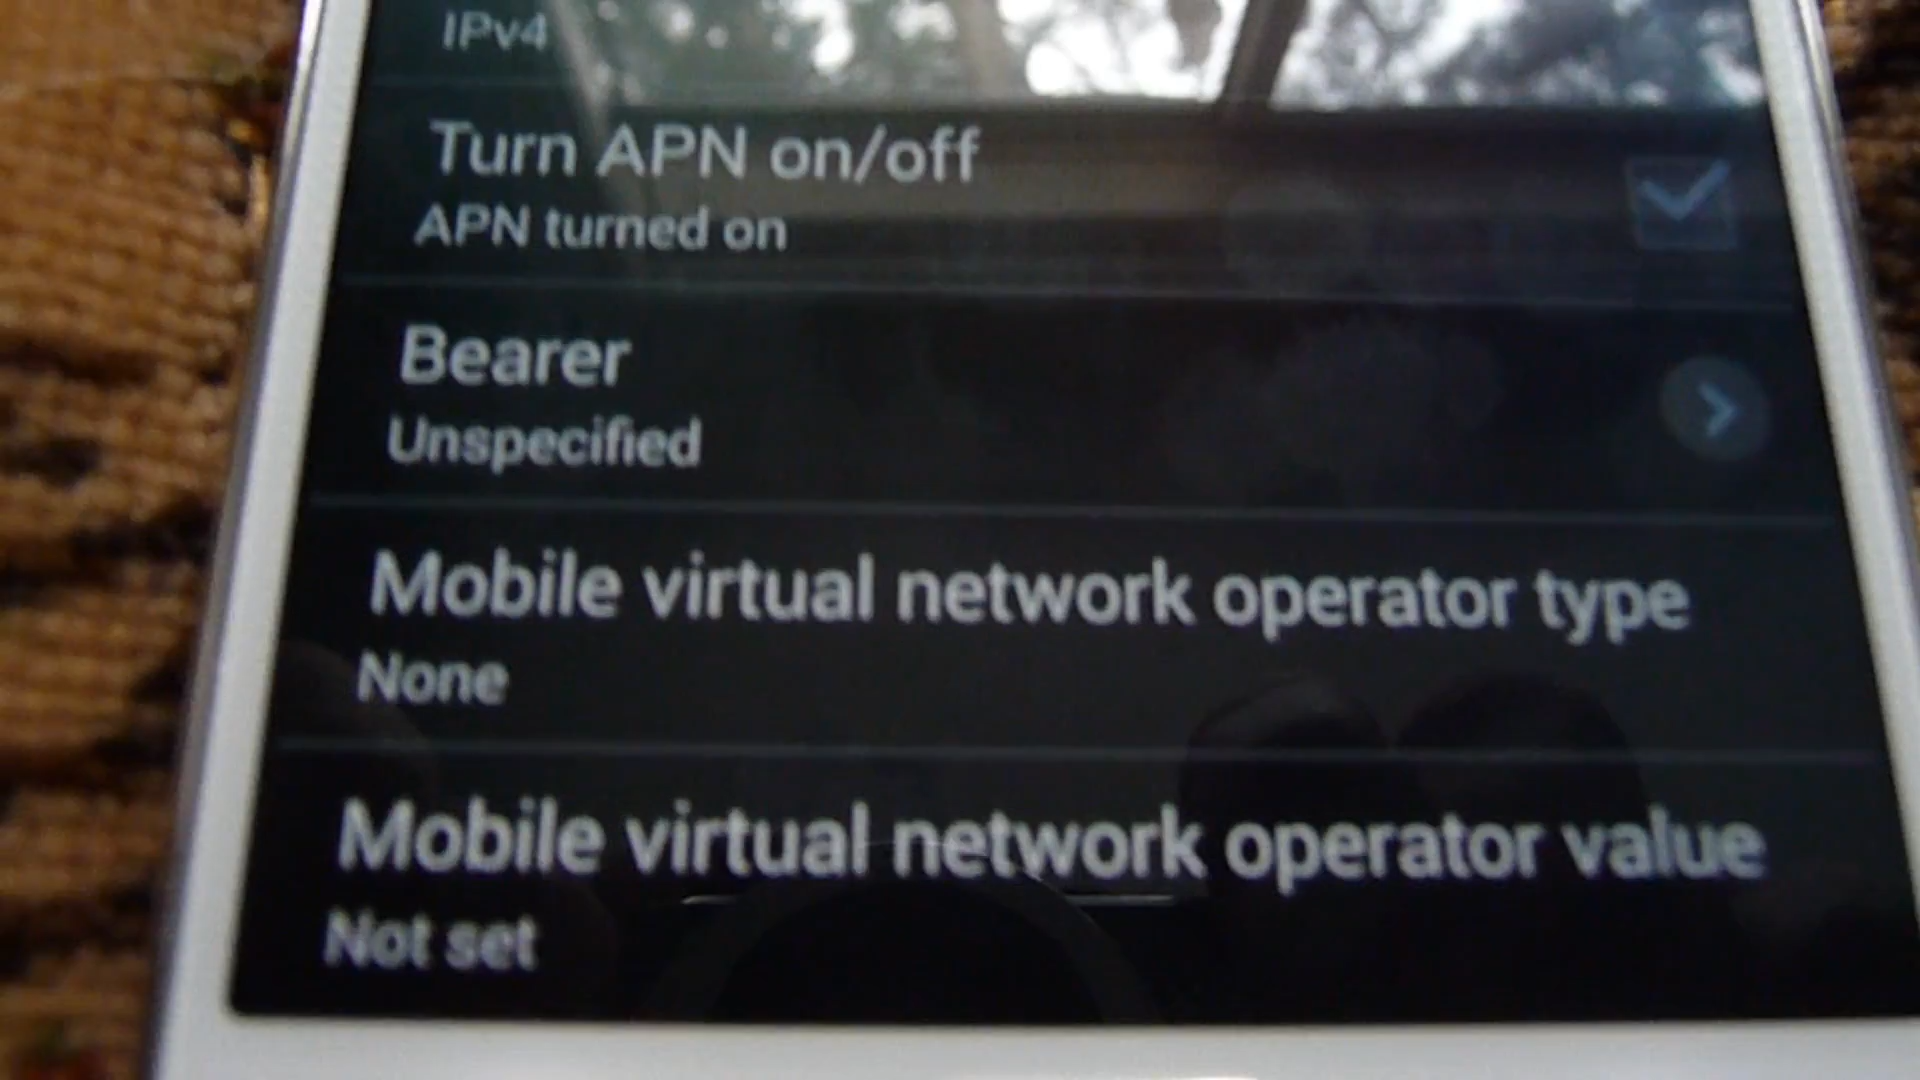 IPv4
Turn APN on/off
APN turned on
Bearer
Unspecified
Mobile virtual network operator type
None
Mobile virtual network operator value
Not set